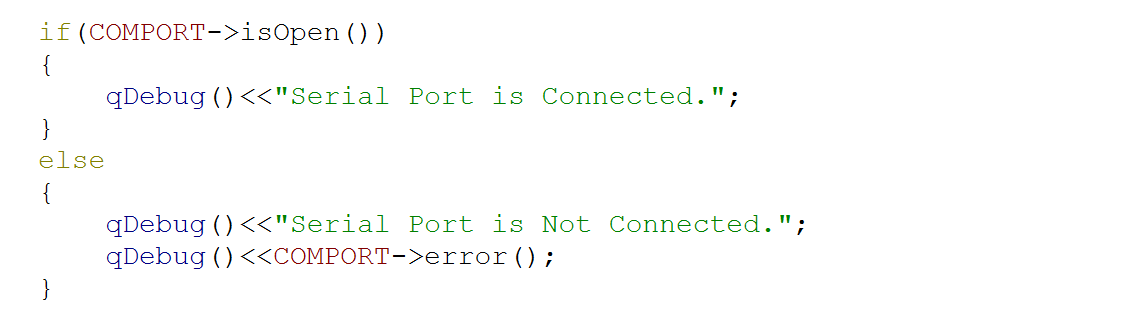 if(COMPORT->isOpen())
{
    qDebug()<<"Serial Port is Connected.";
}
else
{
    qDebug()<<"Serial Port is Not Connected.";
    qDebug()<<COMPORT->error();
}